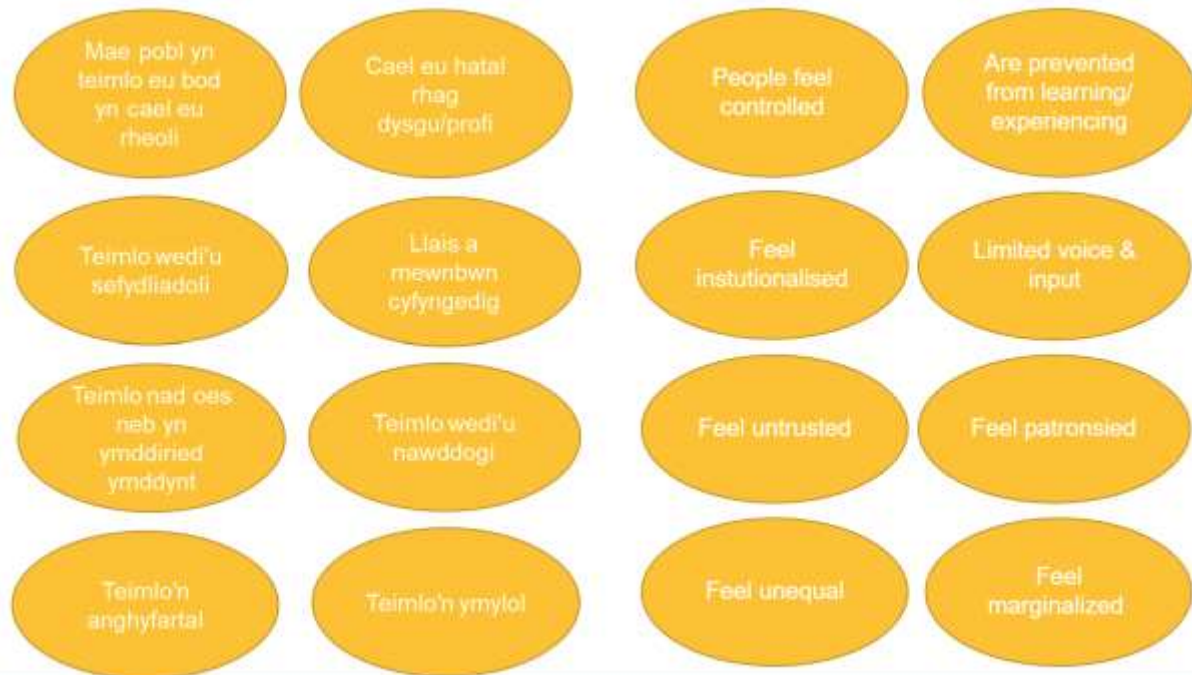 Mae pobl yn
teimlo eu bod
yn cael eu
rheoli
Cael eu hatal
rhag
dysgu/profi
Teimlo wedi'u
sefydliadoli
Llais a
mewnbwn
cyfyngedig
Teimlo nad oes
neb yn
ymddiried
ymddynt
Teimlo wedi'u
nawddogi
Teimlo'n
anghyfartal
Teimlo'n ymylol
People feel
controlled
Are prevented
from learning/
experiencing
Feel
instutionalised
Limited voice &
input
Feel untrusted
Feel patronsied
Feel unequal
Feel
marginalized